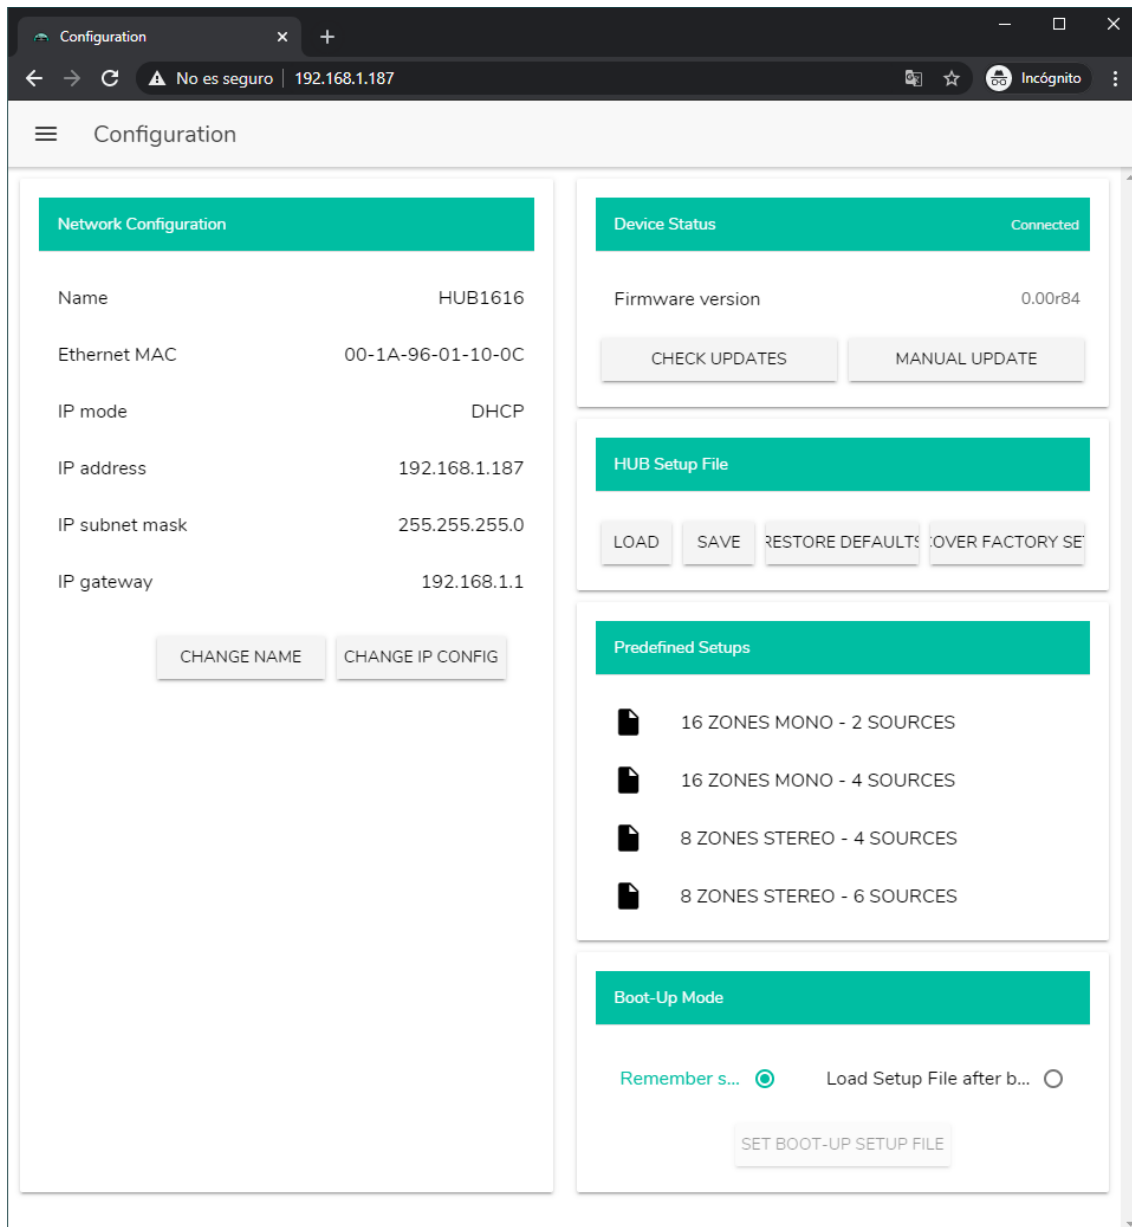 Configuration
No es seguro | 192.168.1.187
Incógnito
Configuration
Network Configuration
Name HUB1616
Ethernet MAC 00-1A-96-01-10-0C
IP mode DHCP
IP address 192.168.1.187
IP subnet mask 255.255.255.0
IP gateway 192.168.1.1
CHANGE NAME CHANGE IP CONFIG
Device Status Connected
Firmware version 0.00r84
CHECK UPDATES MANUAL UPDATE
HUB Setup File
LOAD SAVE RESTORE DEFAULTS OVER FACTORY SE
Predefined Setups
16 ZONES MONO - 2 SOURCES
16 ZONES MONO - 4 SOURCES
8 ZONES STEREO - 4 SOURCES
8 ZONES STEREO - 6 SOURCES
Boot-Up Mode
Remember s... Load Setup File after b...
SET BOOT-UP SETUP FILE